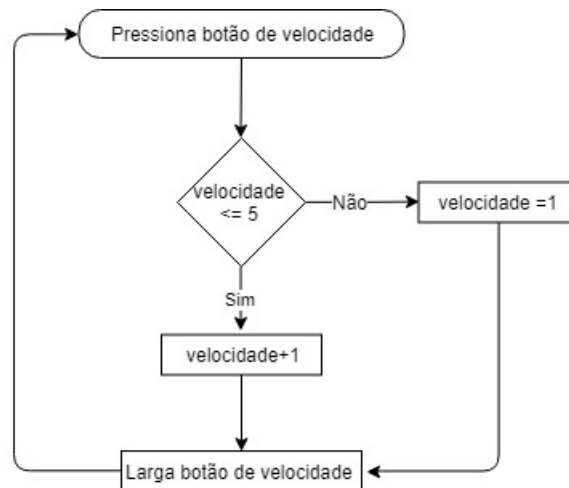 Pressiona botão de velocidade
velocidade
<= 5
Não
velocidade =1
Sim
velocidade+1
Larga botão de velocidade